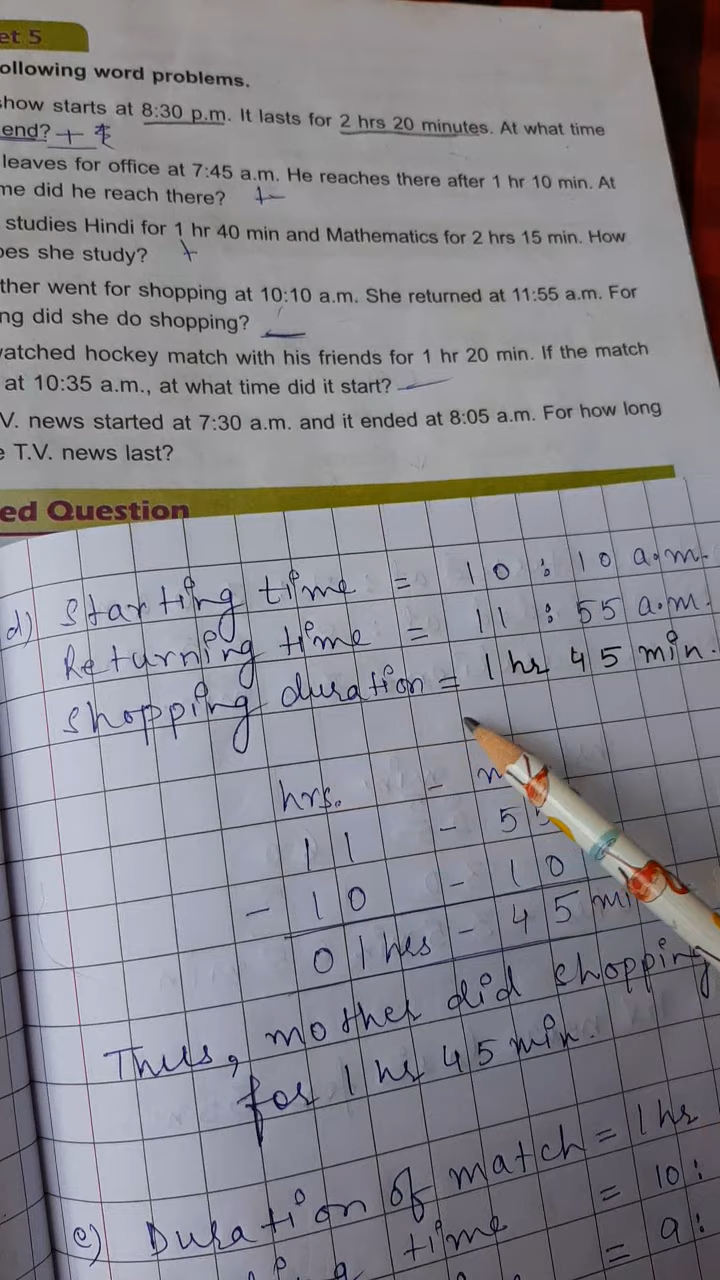 et 5
ollowing word problems.
show starts at 8:30 p.m. It lasts for 2 hrs 20 minutes. At what time
end? +
leaves for office at 7:45 a.m. He reaches there after 1 hr 10 min. At
me did he reach there? +
studies Hindi for 1 hr 40 min and Mathematics for 2 hrs 15 min. How
oes she study? +
ther went for shopping at 10:10 a.m. She returned at 11:55 a.m. For
ng did she do shopping? —
watched hockey match with his friends for 1 hr 20 min. If the match
at 10:35 a.m., at what time did it start? —
V. news started at 7:30 a.m. and it ended at 8:05 a.m. For how long
e T.V. news last?
ed Question
d) Starting time = 10 : 10 a.m.
Returning time = 11 : 55 a.m.
Shopping duration = 1 hr 45 min.
hrs. -
11 - 55
- 10 - 10
01 hrs - 45 mi
Thus, mother did shopping
for 1 hr 45 min.
e) Duration of match = 1 hr
time = 10 :
= 9 :